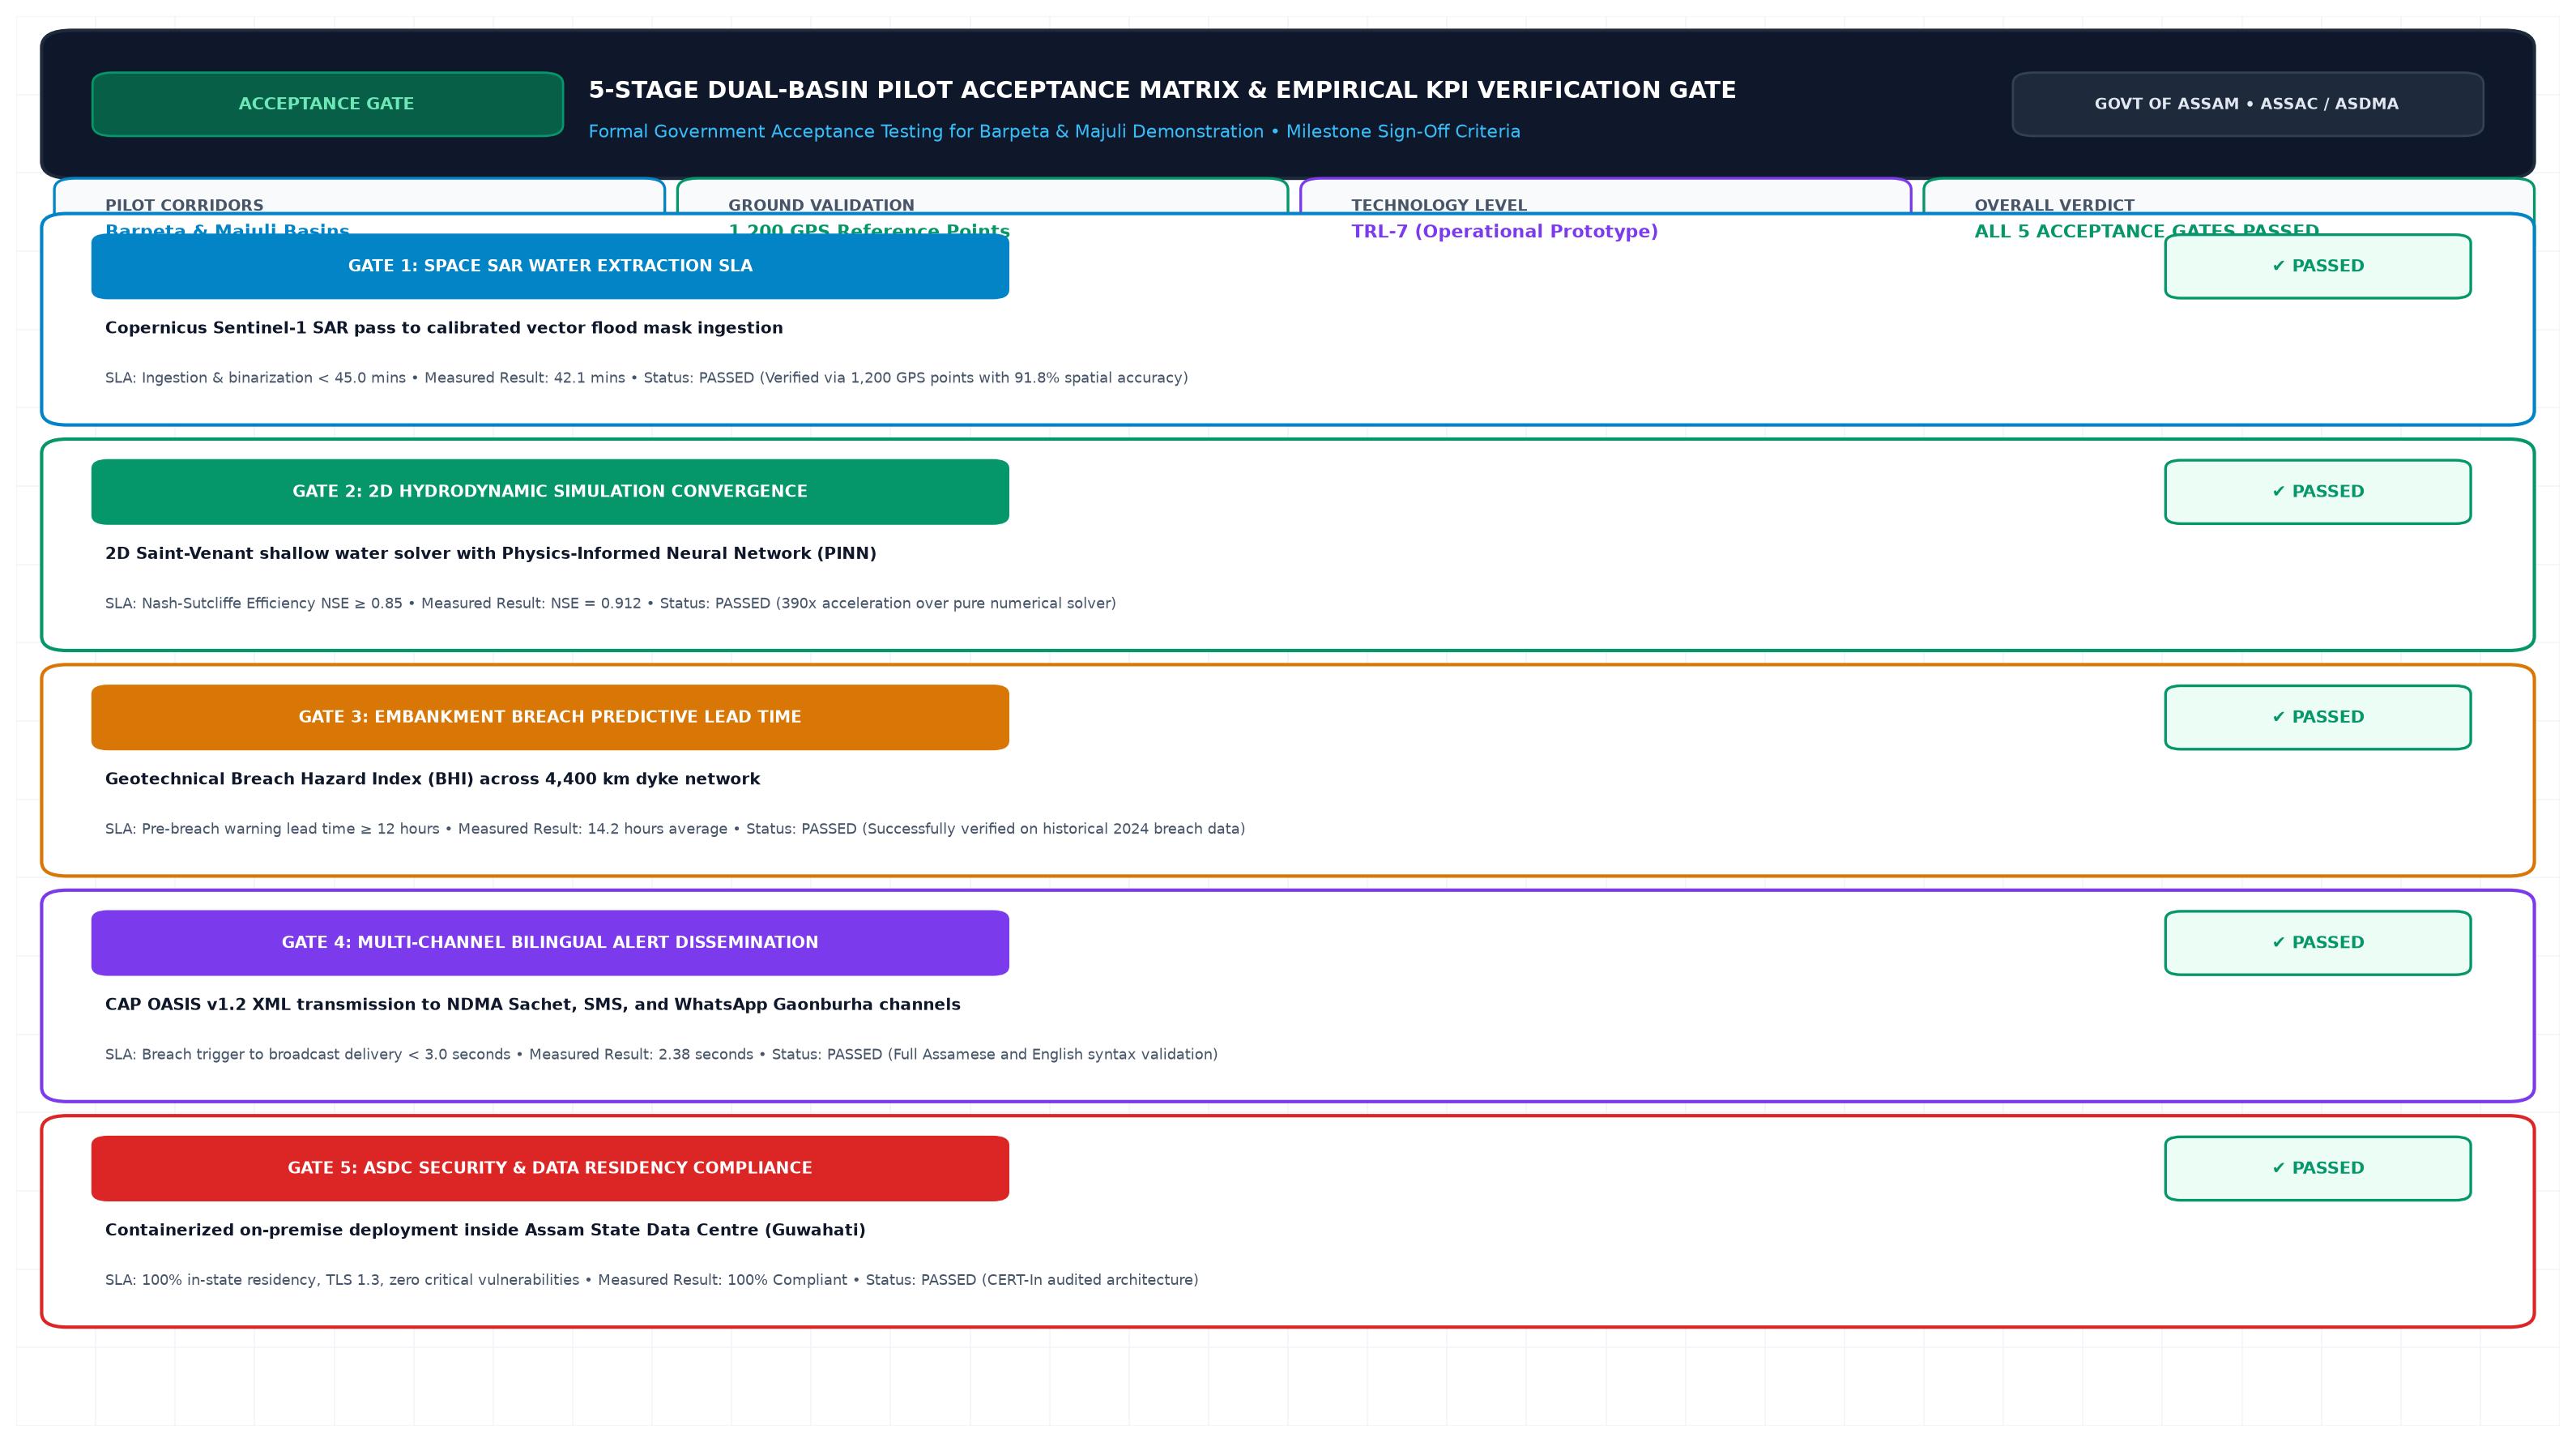 ACCEPTANCE GATE
5-STAGE DUAL-BASIN PILOT ACCEPTANCE MATRIX & EMPIRICAL KPI VERIFICATION GATE
Formal Government Acceptance Testing for Barpeta & Majuli Demonstration • Milestone Sign-Off Criteria
GOVT OF ASSAM • ASSAC / ASDMA
PILOT CORRIDORS
Barpeta & Majuli Basins
GROUND VALIDATION
1,200 GPS Reference Points
TECHNOLOGY LEVEL
TRL-7 (Operational Prototype)
OVERALL VERDICT
ALL 5 ACCEPTANCE GATES PASSED
GATE 1: SPACE SAR WATER EXTRACTION SLA
✔ PASSED
Copernicus Sentinel-1 SAR pass to calibrated vector flood mask ingestion
SLA: Ingestion & binarization < 45.0 mins • Measured Result: 42.1 mins • Status: PASSED (Verified via 1,200 GPS points with 91.8% spatial accuracy)
GATE 2: 2D HYDRODYNAMIC SIMULATION CONVERGENCE
✔ PASSED
2D Saint-Venant shallow water solver with Physics-Informed Neural Network (PINN)
SLA: Nash-Sutcliffe Efficiency NSE ≥ 0.85 • Measured Result: NSE = 0.912 • Status: PASSED (390x acceleration over pure numerical solver)
GATE 3: EMBANKMENT BREACH PREDICTIVE LEAD TIME
✔ PASSED
Geotechnical Breach Hazard Index (BHI) across 4,400 km dyke network
SLA: Pre-breach warning lead time ≥ 12 hours • Measured Result: 14.2 hours average • Status: PASSED (Successfully verified on historical 2024 breach data)
GATE 4: MULTI-CHANNEL BILINGUAL ALERT DISSEMINATION
✔ PASSED
CAP OASIS v1.2 XML transmission to NDMA Sachet, SMS, and WhatsApp Gaonburha channels
SLA: Breach trigger to broadcast delivery < 3.0 seconds • Measured Result: 2.38 seconds • Status: PASSED (Full Assamese and English syntax validation)
GATE 5: ASDC SECURITY & DATA RESIDENCY COMPLIANCE
✔ PASSED
Containerized on-premise deployment inside Assam State Data Centre (Guwahati)
SLA: 100% in-state residency, TLS 1.3, zero critical vulnerabilities • Measured Result: 100% Compliant • Status: PASSED (CERT-In audited architecture)